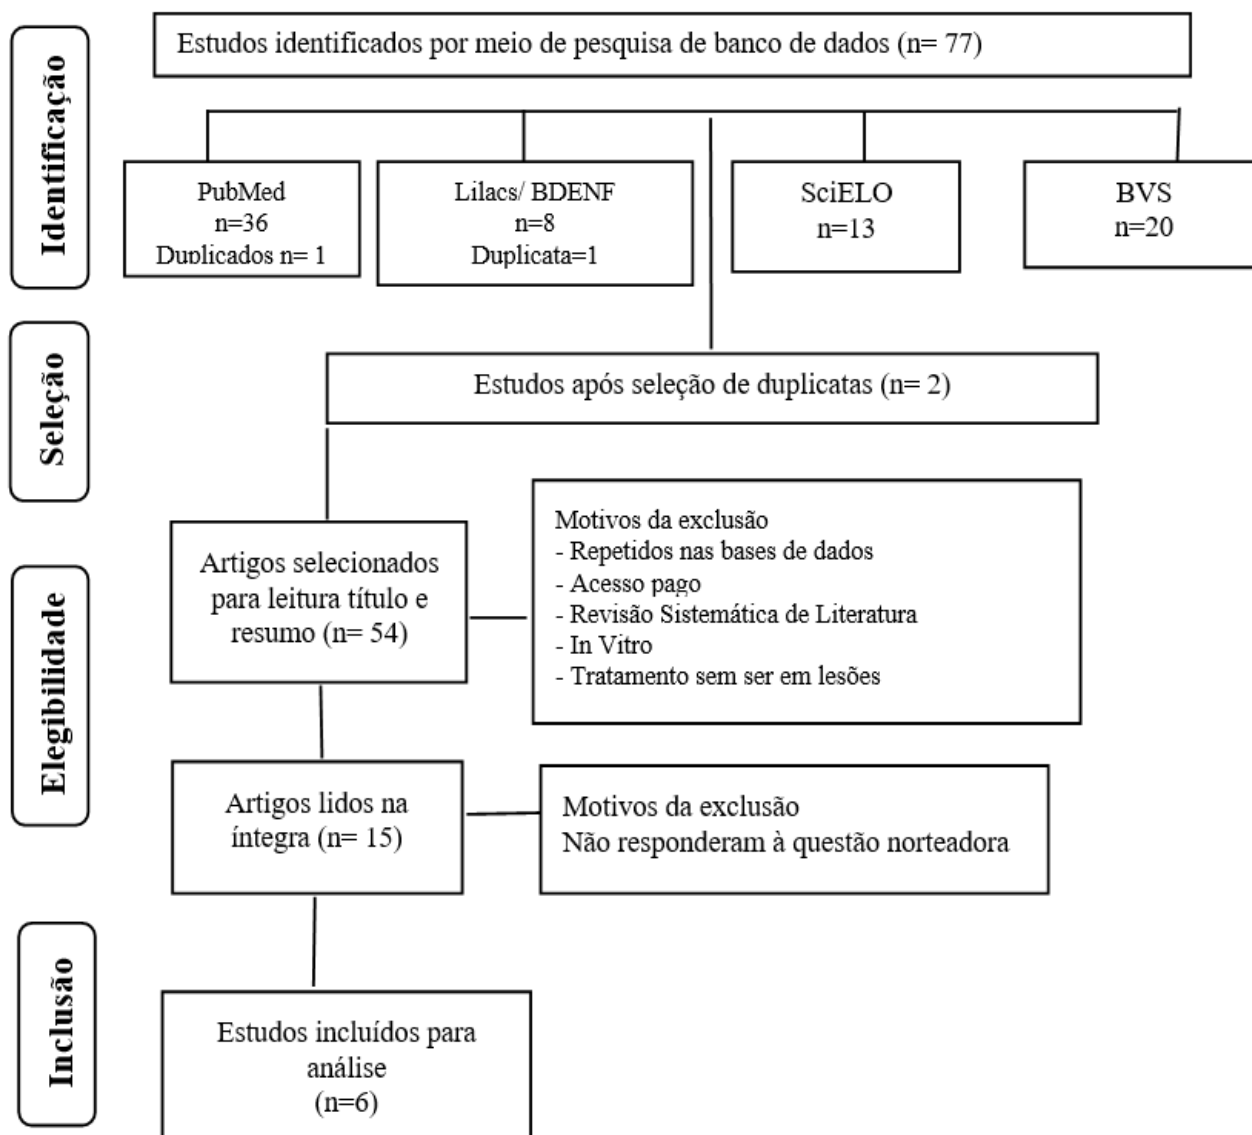 Identificação
Estudos identificados por meio de pesquisa de banco de dados (n= 77)
PubMed
n=36
Duplicados n= 1
Lilacs/ BDENF
n=8
Duplicata=1
SciELO
n=13
BVS
n=20
Seleção
Estudos após seleção de duplicatas (n= 2)
Elegibilidade
Artigos selecionados
para leitura título e
resumo (n= 54)
Motivos da exclusão
- Repetidos nas bases de dados
- Acesso pago
- Revisão Sistemática de Literatura
- In Vitro
- Tratamento sem ser em lesões
Artigos lidos na
íntegra (n= 15)
Motivos da exclusão
Não responderam à questão norteadora
Inclusão
Estudos incluídos para
análise
(n=6)